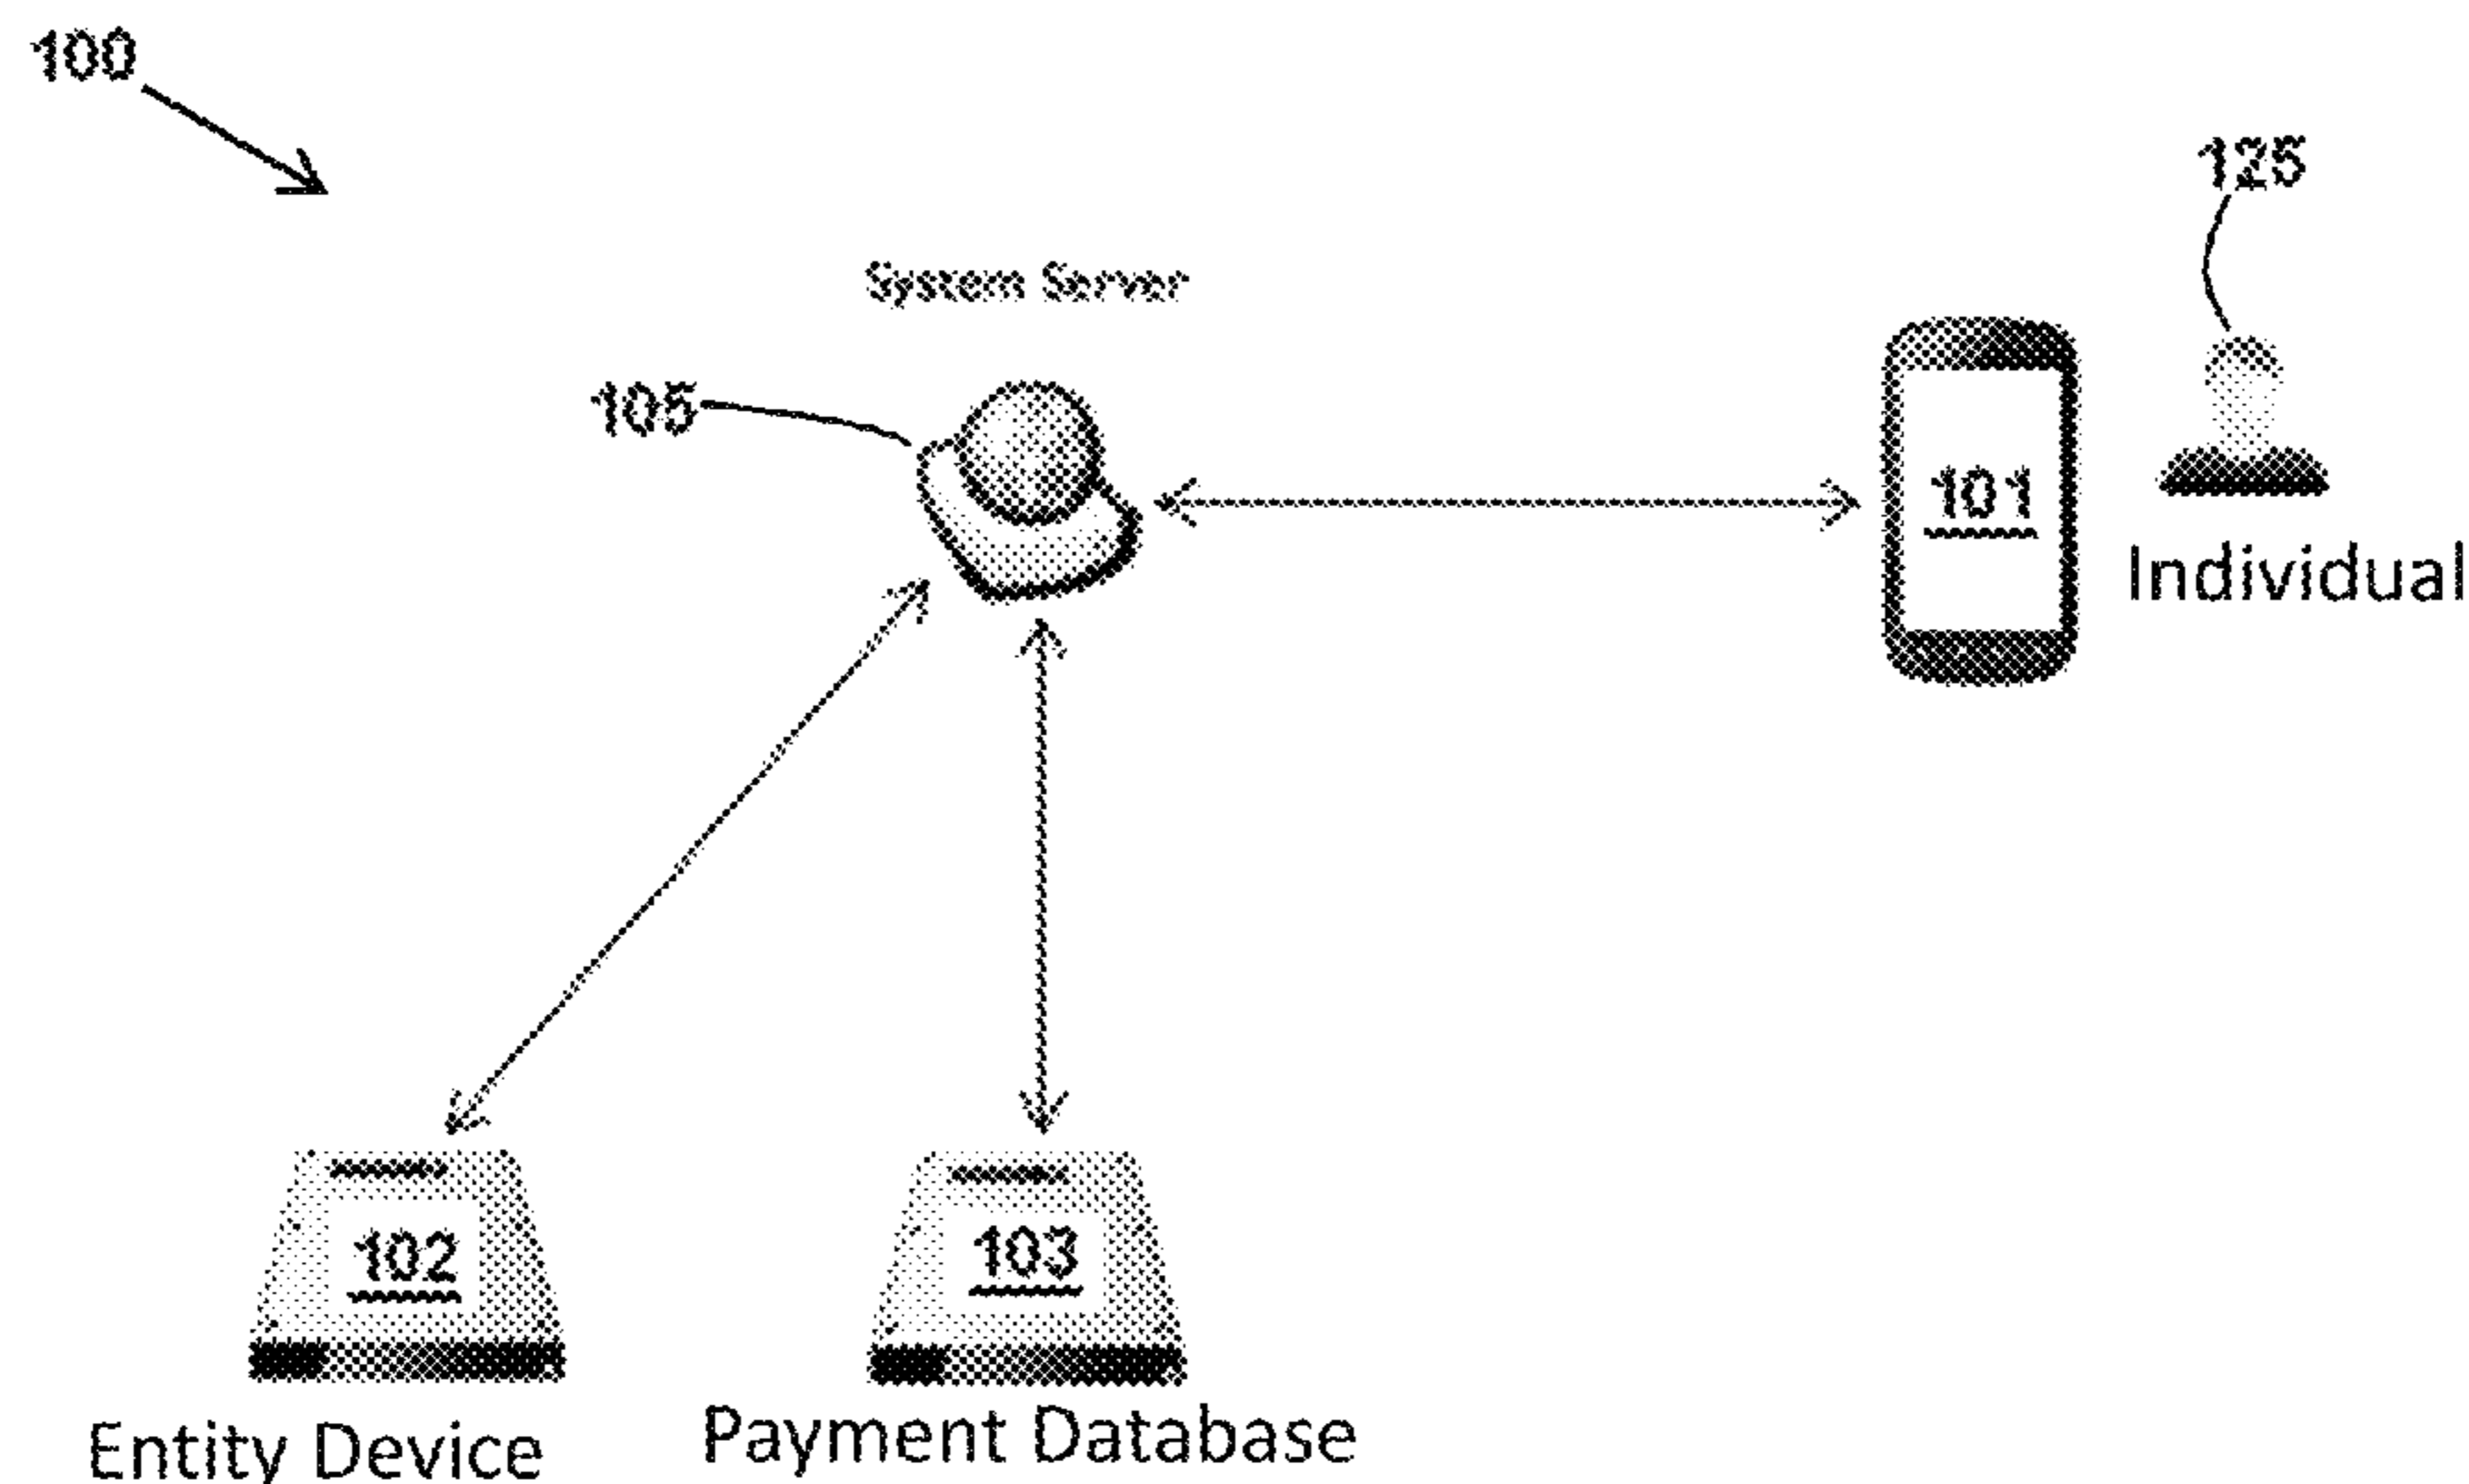 100
125
System Server
105
101
Individual
102
103
Entity Device
Payment Database